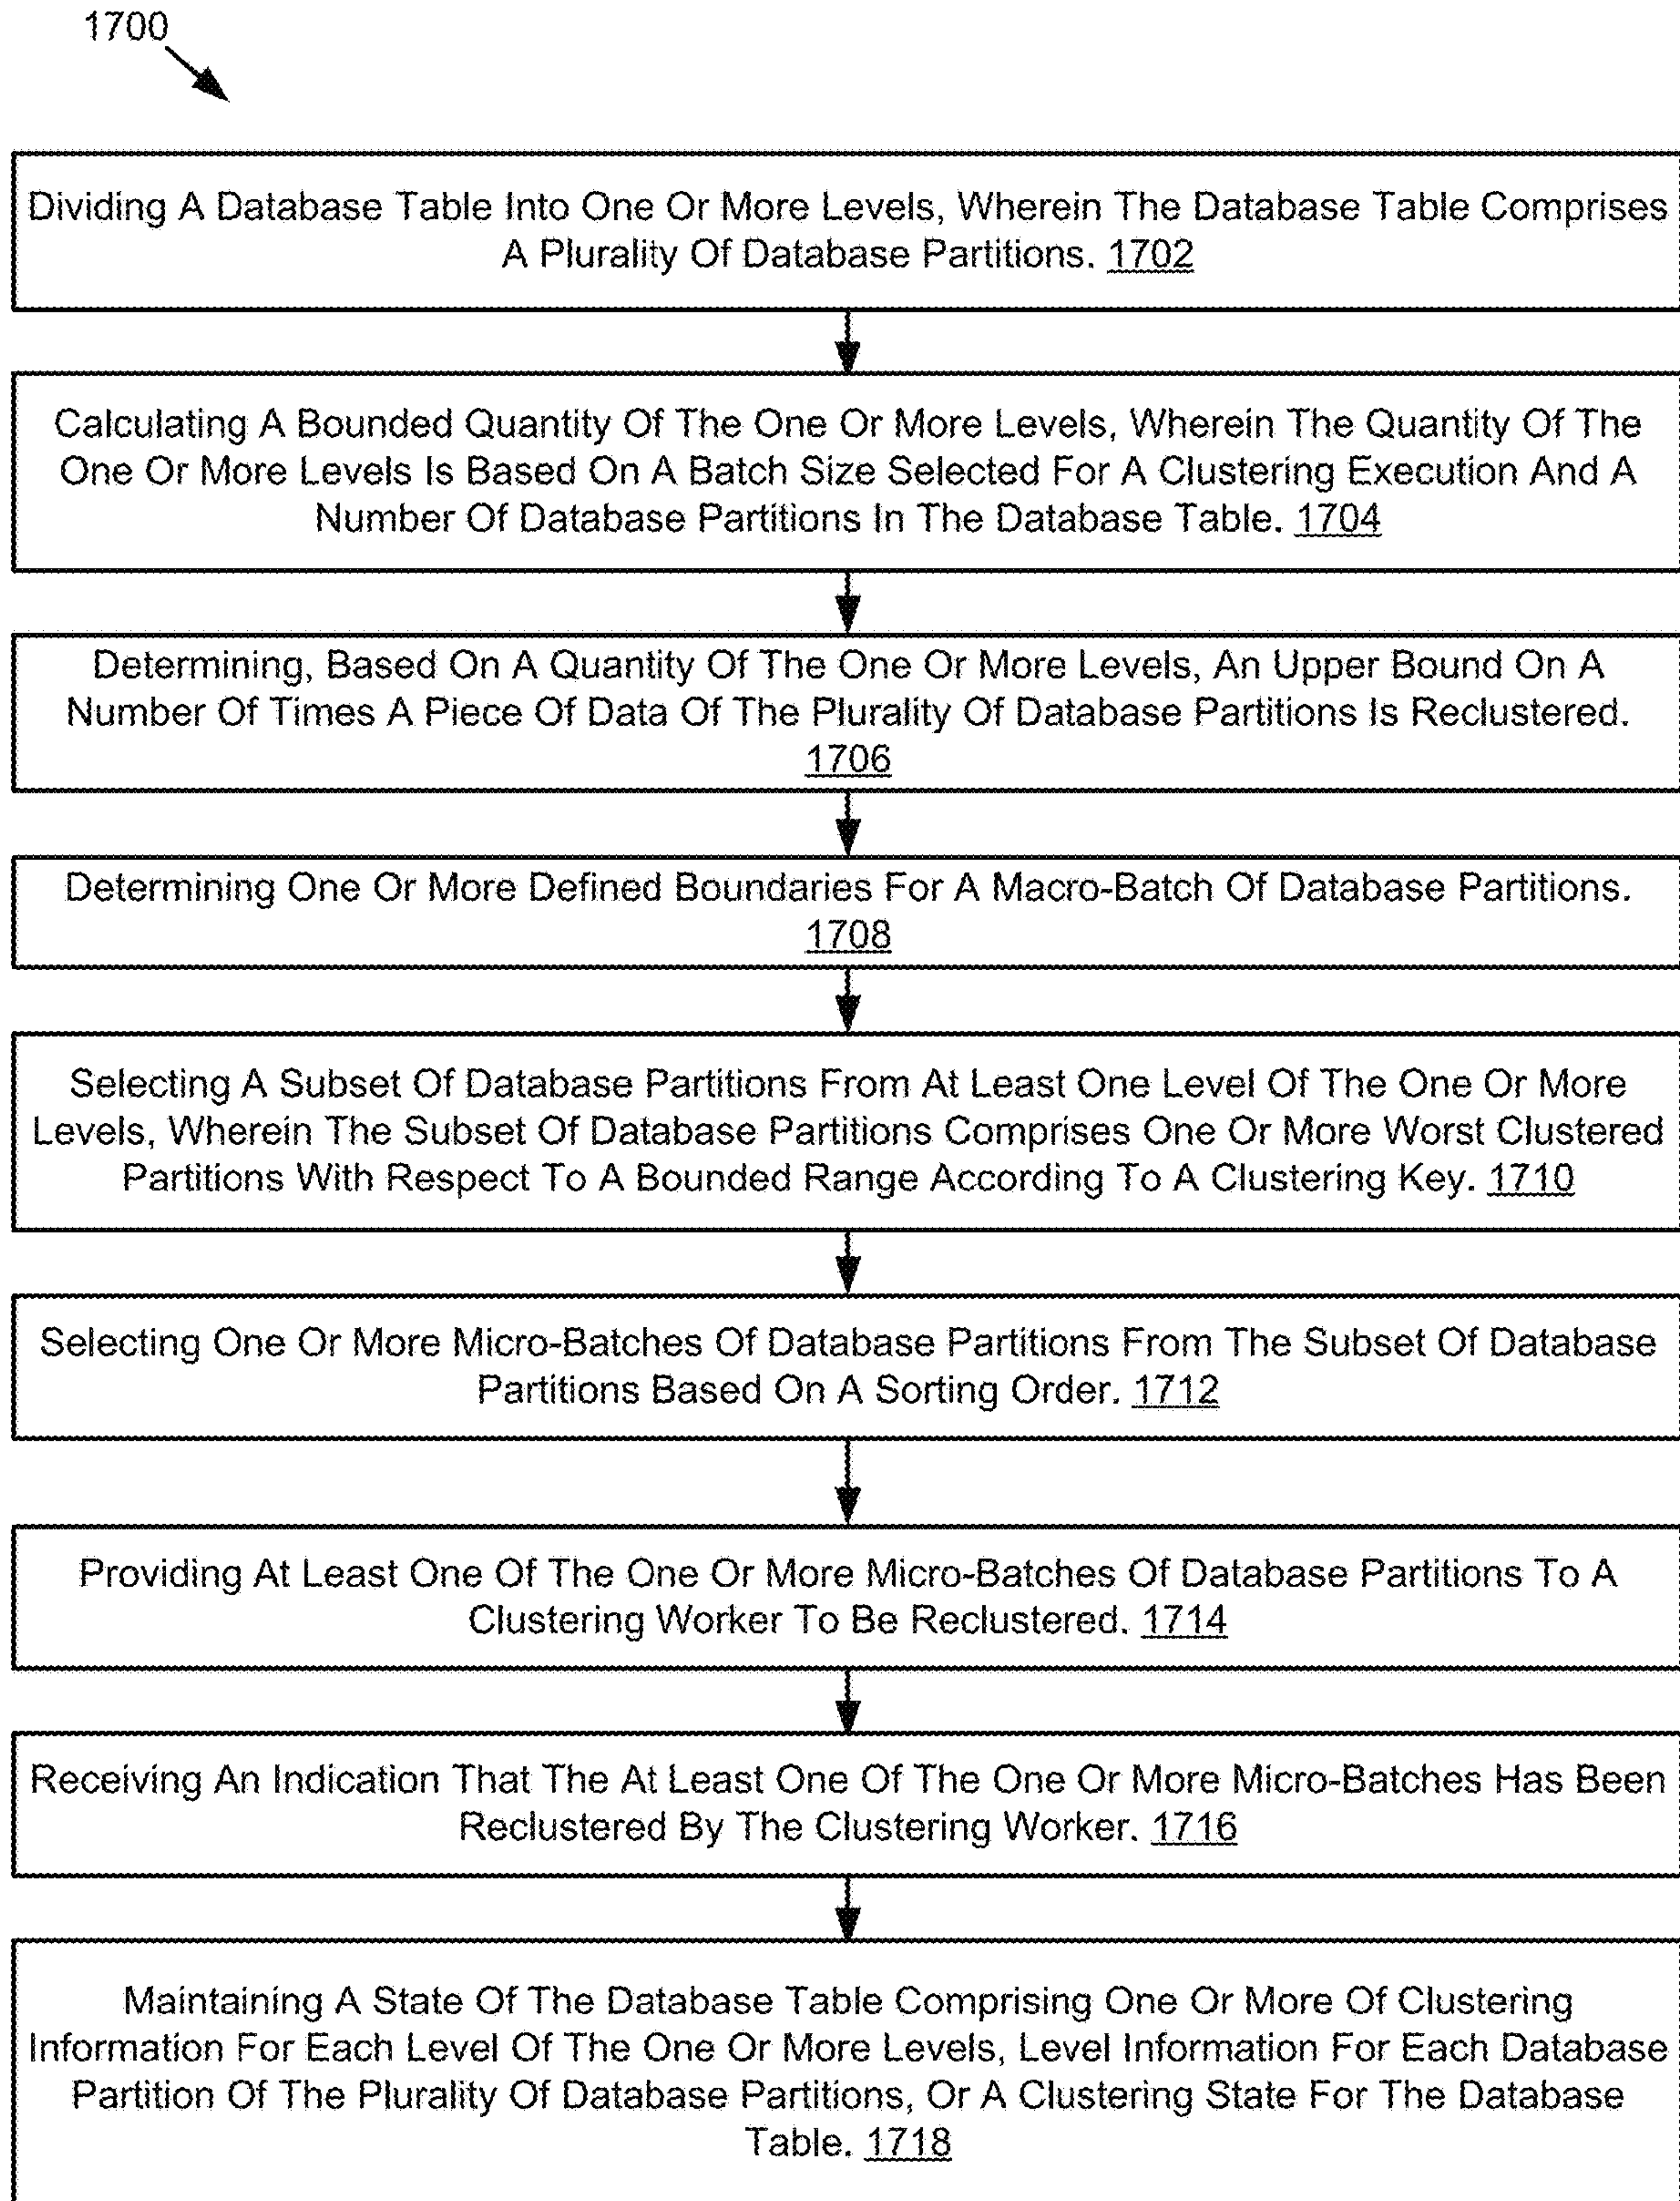 1700
Dividing A Database Table Into One Or More Levels, Wherein The Database Table Comprises
A Plurality Of Database Partitions. 1702
Calculating A Bounded Quantity Of The One Or More Levels, Wherein The Quantity Of The
One Or More Levels Is Based On A Batch Size Selected For A Clustering Execution And A
Number Of Database Partitions In The Database Table. 1704
Determining, Based On A Quantity Of The One Or More Levels, An Upper Bound On A
Number Of Times A Piece Of Data Of The Plurality Of Database Partitions Is Reclustered.
1706
Determining One Or More Defined Boundaries For A Macro-Batch Of Database Partitions.
1708
Selecting A Subset Of Database Partitions From At Least One Level Of The One Or More
Levels, Wherein The Subset Of Database Partitions Comprises One Or More Worst Clustered
Partitions With Respect To A Bounded Range According To A Clustering Key. 1710
Selecting One Or More Micro-Batches Of Database Partitions From The Subset Of Database
Partitions Based On A Sorting Order. 1712
Providing At Least One Of The One Or More Micro-Batches Of Database Partitions To A
Clustering Worker To Be Reclustered. 1714
Receiving An Indication That The At Least One Of The One Or More Micro-Batches Has Been
Reclustered By The Clustering Worker. 1716
Maintaining A State Of The Database Table Comprising One Or More Of Clustering
Information For Each Level Of The One Or More Levels, Level Information For Each Database
Partition Of The Plurality Of Database Partitions, Or A Clustering State For The Database
Table. 1718